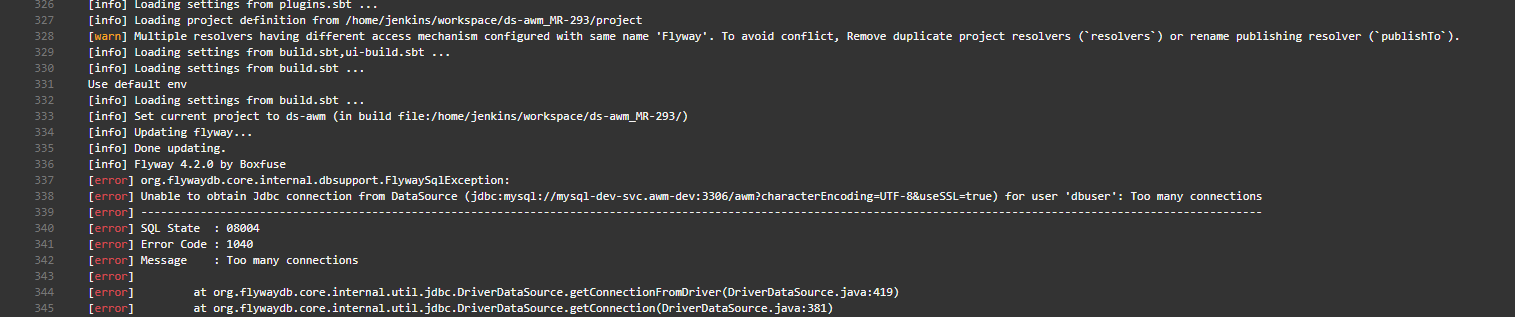 326 [info] Loading settings from plugins.sbt ...
327 [info] Loading project definition from /home/jenkins/workspace/ds-awm_MR-293/project
328 [warn] Multiple resolvers having different access mechanism configured with same name 'Flyway'. To avoid conflict, Remove duplicate project resolvers (`resolvers`) or rename publishing resolver (`publishTo`).
329 [info] Loading settings from build.sbt,ui-build.sbt ...
330 [info] Loading settings from build.sbt ...
331 Use default env
332 [info] Loading settings from build.sbt ...
333 [info] Set current project to ds-awm (in build file:/home/jenkins/workspace/ds-awm_MR-293/)
334 [info] Updating flyway...
335 [info] Done updating.
336 [info] Flyway 4.2.0 by Boxfuse
337 [error] org.flywaydb.core.internal.dbsupport.FlywaySqlException:
338 [error] Unable to obtain Jdbc connection from DataSource (jdbc:mysql://mysql-dev-svc.awm-dev:3306/awm?characterEncoding=UTF-8&useSSL=true) for user 'dbuser': Too many connections
339 [error] --------------------------------------------------------------------------------------------------------------------------------------------------------------------------
340 [error] SQL State  : 08004
341 [error] Error Code : 1040
342 [error] Message    : Too many connections
343 [error]
344 [error]         at org.flywaydb.core.internal.util.jdbc.DriverDataSource.getConnectionFromDriver(DriverDataSource.java:419)
345 [error]         at org.flywaydb.core.internal.util.jdbc.DriverDataSource.getConnection(DriverDataSource.java:381)